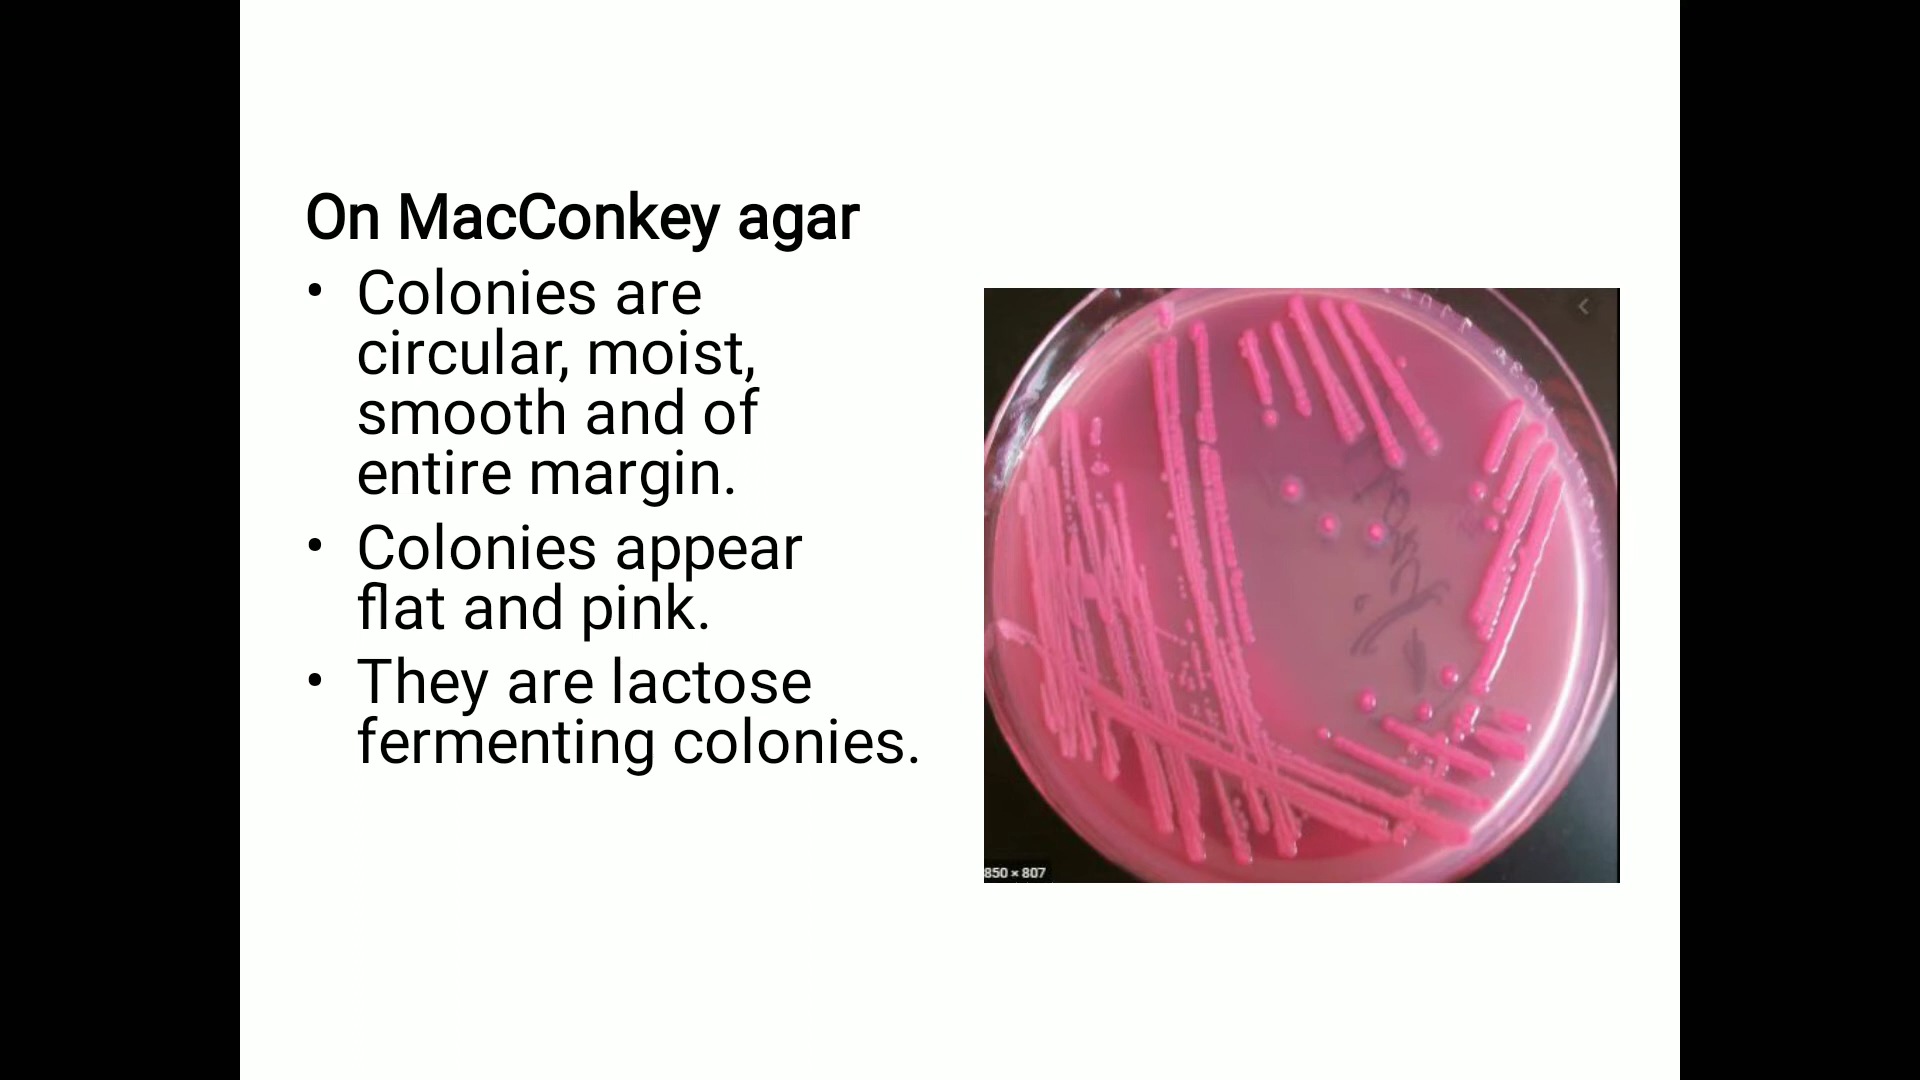 On MacConkey agar
• Colonies are
circular, moist,
smooth and of
entire margin.
• Colonies appear
flat and pink.
• They are lactose
fermenting colonies.
850 × 807